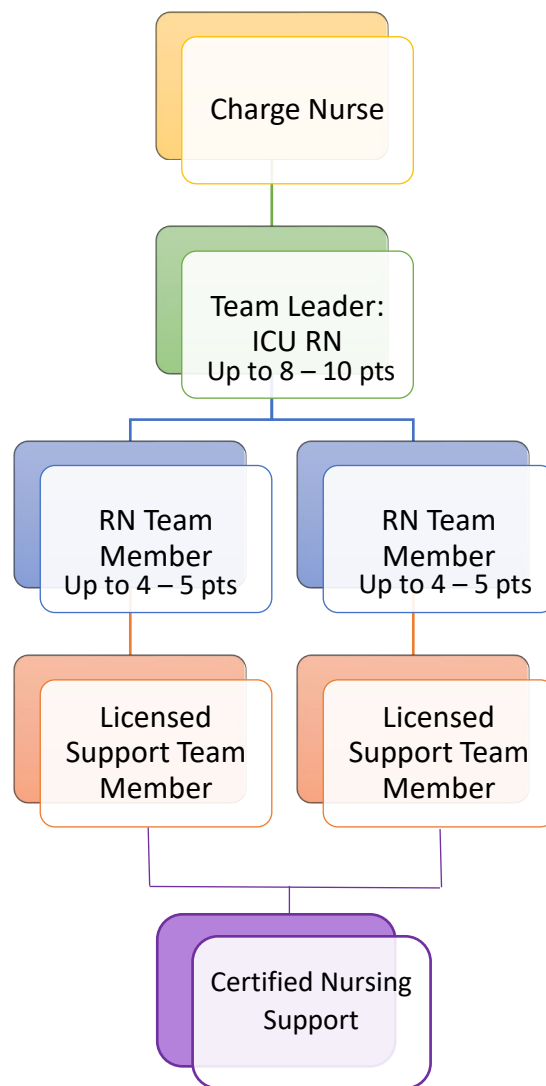 Charge Nurse
Team Leader:
ICU RN
Up to 8 – 10 pts
RN Team
Member
Up to 4 – 5 pts
RN Team
Member
Up to 4 – 5 pts
Licensed
Support Team
Member
Licensed
Support Team
Member
Certified Nursing
Support